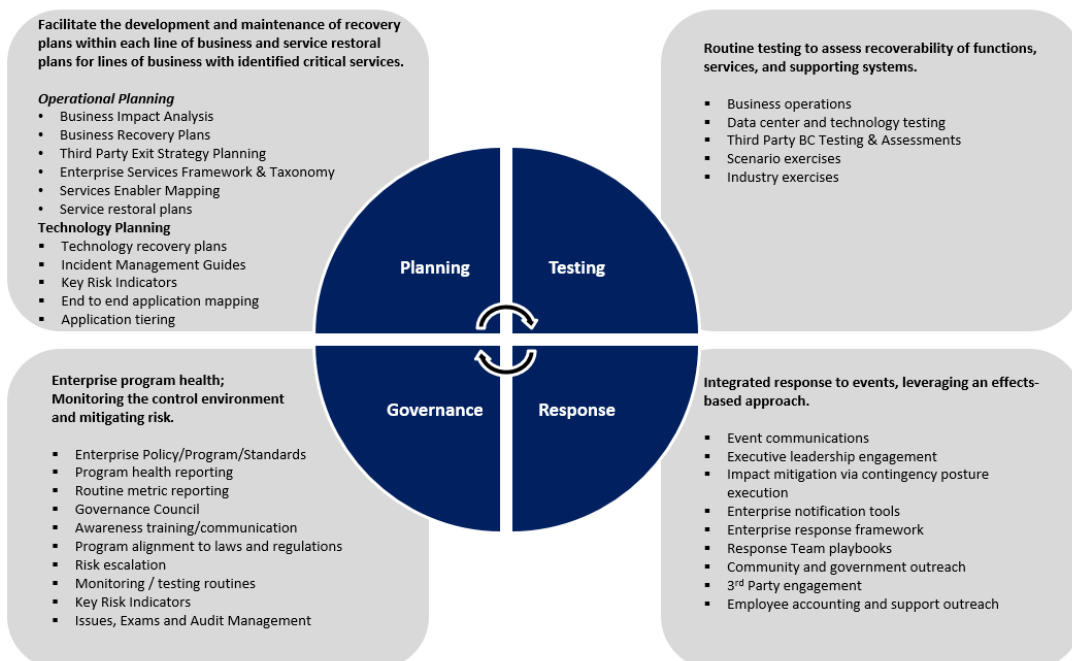 Facilitate the development and maintenance of recovery
plans within each line of business and service restoral
plans for lines of business with identified critical services.
Operational Planning
• Business Impact Analysis
• Business Recovery Plans
• Third Party Exit Strategy Planning
• Enterprise Services Framework & Taxonomy
• Services Enabler Mapping
• Service restoral plans
Technology Planning
▪ Technology recovery plans
▪ Incident Management Guides
▪ Key Risk Indicators
▪ End to end application mapping
▪ Application tiering
Routine testing to assess recoverability of functions,
services, and supporting systems.
▪ Business operations
▪ Data center and technology testing
▪ Third Party BC Testing & Assessments
▪ Scenario exercises
▪ Industry exercises
Planning
Testing
Governance
Response
Enterprise program health;
Monitoring the control environment
and mitigating risk.
▪ Enterprise Policy/Program/Standards
▪ Program health reporting
▪ Routine metric reporting
▪ Governance Council
▪ Awareness training/communication
▪ Program alignment to laws and regulations
▪ Risk escalation
▪ Monitoring / testing routines
▪ Key Risk Indicators
▪ Issues, Exams and Audit Management
Integrated response to events, leveraging an effects-
based approach.
▪ Event communications
▪ Executive leadership engagement
▪ Impact mitigation via contingency posture
execution
▪ Enterprise notification tools
▪ Enterprise response framework
▪ Response Team playbooks
▪ Community and government outreach
▪ 3rd Party engagement
▪ Employee accounting and support outreach